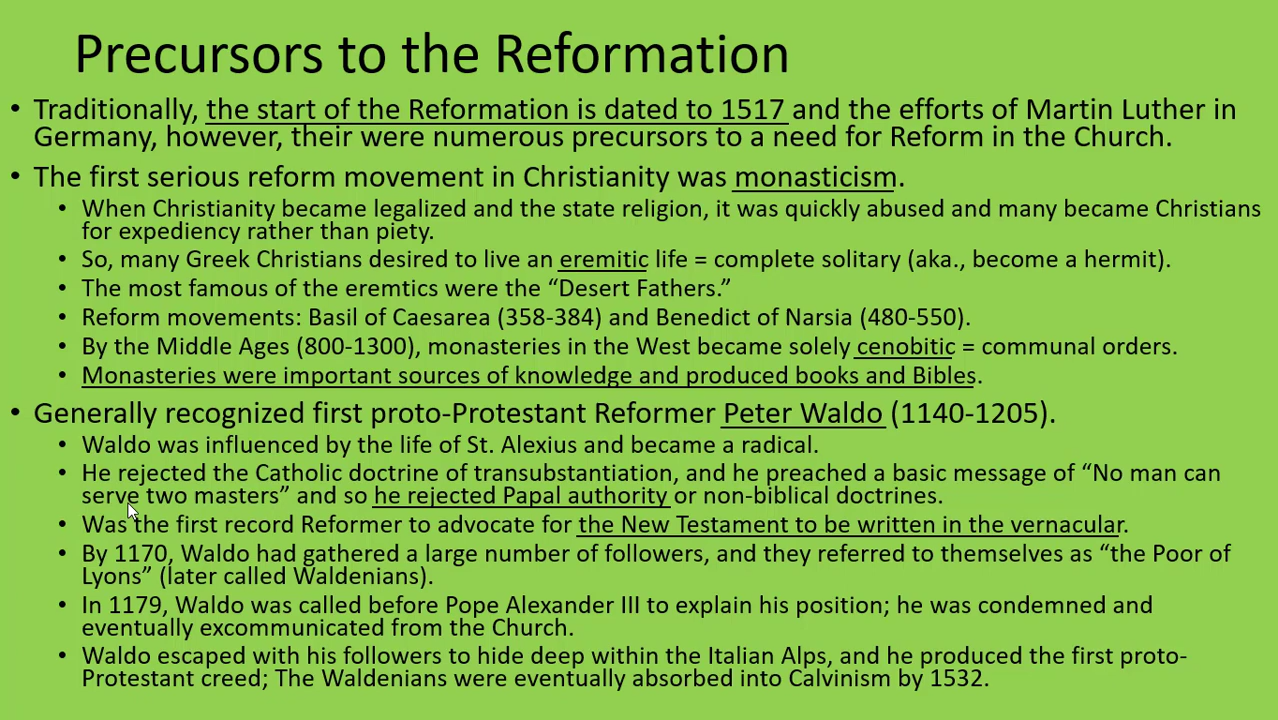 Precursors to the Reformation
• Traditionally, the start of the Reformation is dated to 1517 and the efforts of Martin Luther in
Germany, however, their were numerous precursors to a need for Reform in the Church.
• The first serious reform movement in Christianity was monasticism.
• When Christianity became legalized and the state religion, it was quickly abused and many became Christians
for expediency rather than piety.
• So, many Greek Christians desired to live an eremitic life = complete solitary (aka., become a hermit).
• The most famous of the eremtics were the “Desert Fathers.”
• Reform movements: Basil of Caesarea (358-384) and Benedict of Narsia (480-550).
• By the Middle Ages (800-1300), monasteries in the West became solely cenobitic = communal orders.
• Monasteries were important sources of knowledge and produced books and Bibles.
• Generally recognized first proto-Protestant Reformer Peter Waldo (1140-1205).
• Waldo was influenced by the life of St. Alexius and became a radical.
• He rejected the Catholic doctrine of transubstantiation, and he preached a basic message of “No man can
serve two masters” and so he rejected Papal authority or non-biblical doctrines.
• Was the first record Reformer to advocate for the New Testament to be written in the vernacular.
• By 1170, Waldo had gathered a large number of followers, and they referred to themselves as “the Poor of
Lyons” (later called Waldenians).
• In 1179, Waldo was called before Pope Alexander III to explain his position; he was condemned and
eventually excommunicated from the Church.
• Waldo escaped with his followers to hide deep within the Italian Alps, and he produced the first proto-
Protestant creed; The Waldenians were eventually absorbed into Calvinism by 1532.